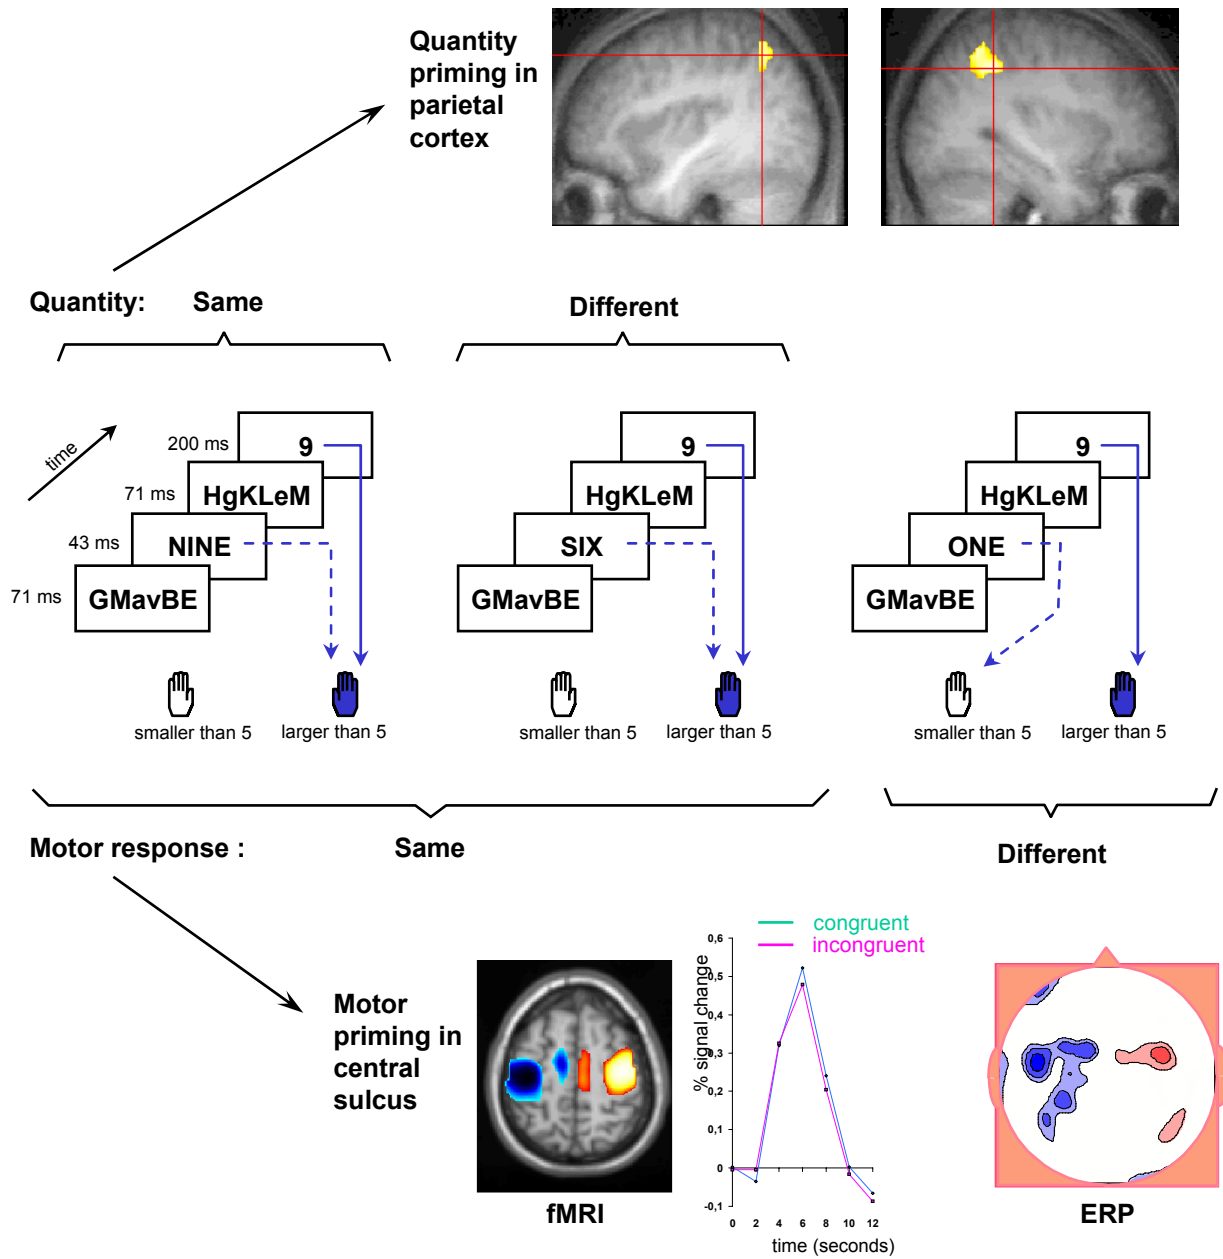 Quantity
priming in
parietal
cortex
Quantity: Same
Different
time
200 ms 9
71 ms HgKLeM
43 ms NINE
71 ms GMavBE
9
HgKLeM
SIX
GMavBE
9
HgKLeM
ONE
GMavBE
smaller than 5 larger than 5
smaller than 5 larger than 5
smaller than 5 larger than 5
Motor response : Same
Different
Motor
priming in
central
sulcus
fMRI
congruent
incongruent
% signal change
0,6
0,5
0,4
0,3
0,2
0,1
0
-0,1
0 2 4 6 8 10 12
time (seconds)
ERP